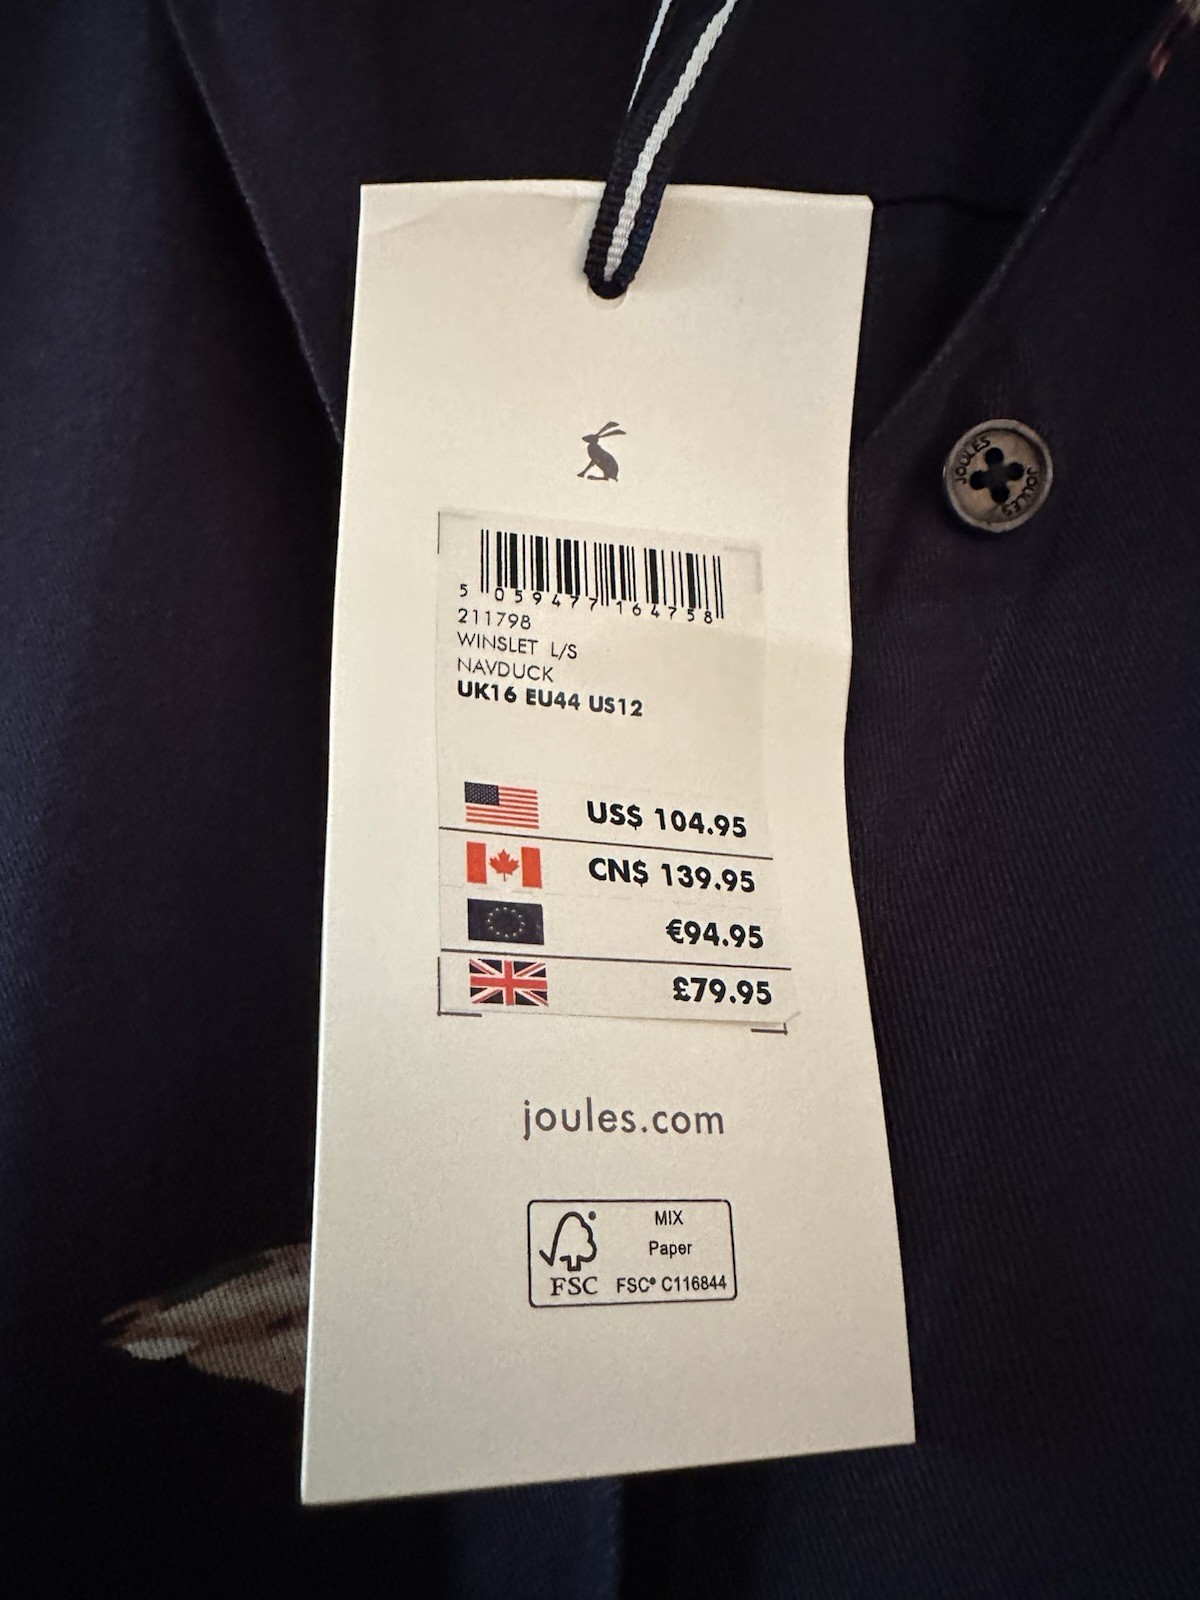 5 059477 164758
211798
WINSLET L/S
NAVDUCK
UK16 EU44 US12
US$ 104.95
CN$ 139.95
€94.95
£79.95
joules.com
MIX
Paper
FSC FSC® C116844
JOULES JOULES